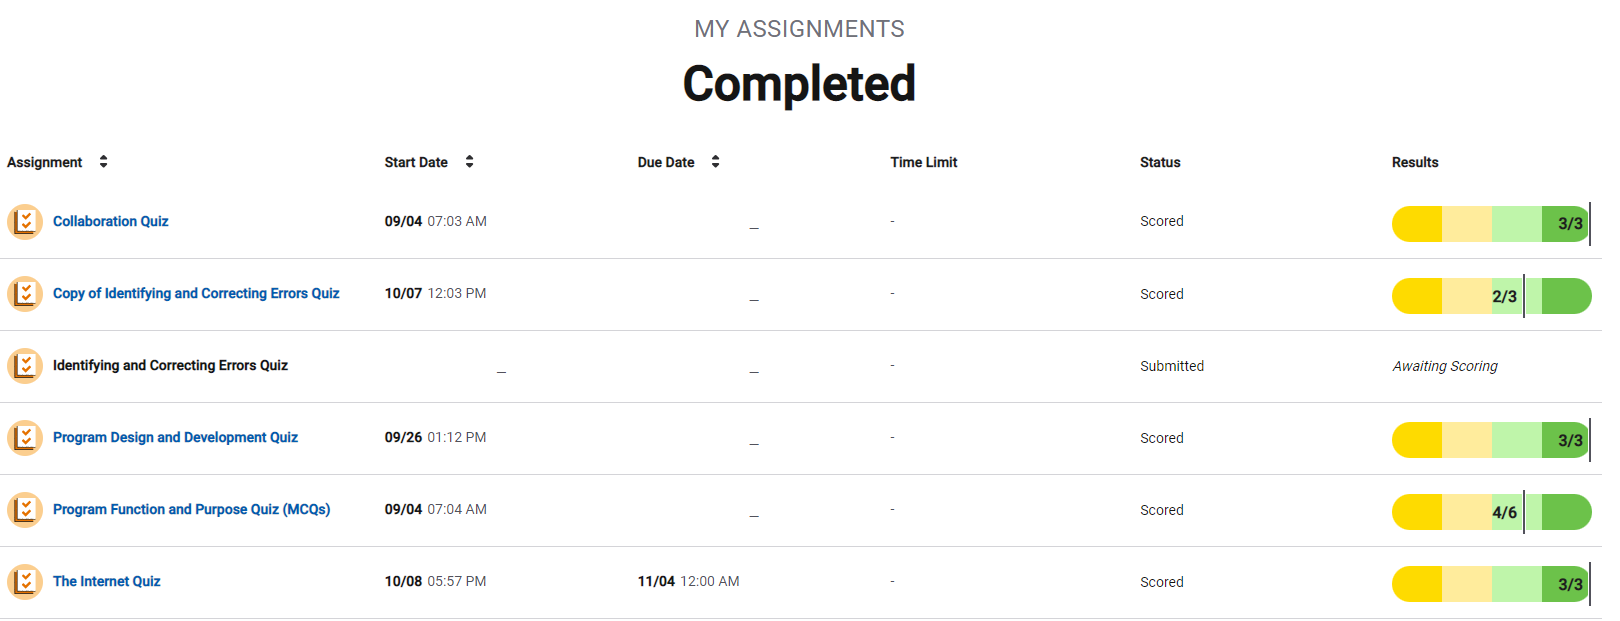 MY ASSIGNMENTS
Completed
Assignment Start Date Due Date Time Limit Status Results
Collaboration Quiz 09/04 07:03 AM _ - Scored 3/3
Copy of Identifying and Correcting Errors Quiz 10/07 12:03 PM _ - Scored 2/3
Identifying and Correcting Errors Quiz _ _ - Submitted Awaiting Scoring
Program Design and Development Quiz 09/26 01:12 PM _ - Scored 3/3
Program Function and Purpose Quiz (MCQs) 09/04 07:04 AM _ - Scored 4/6
The Internet Quiz 10/08 05:57 PM 11/04 12:00 AM - Scored 3/3